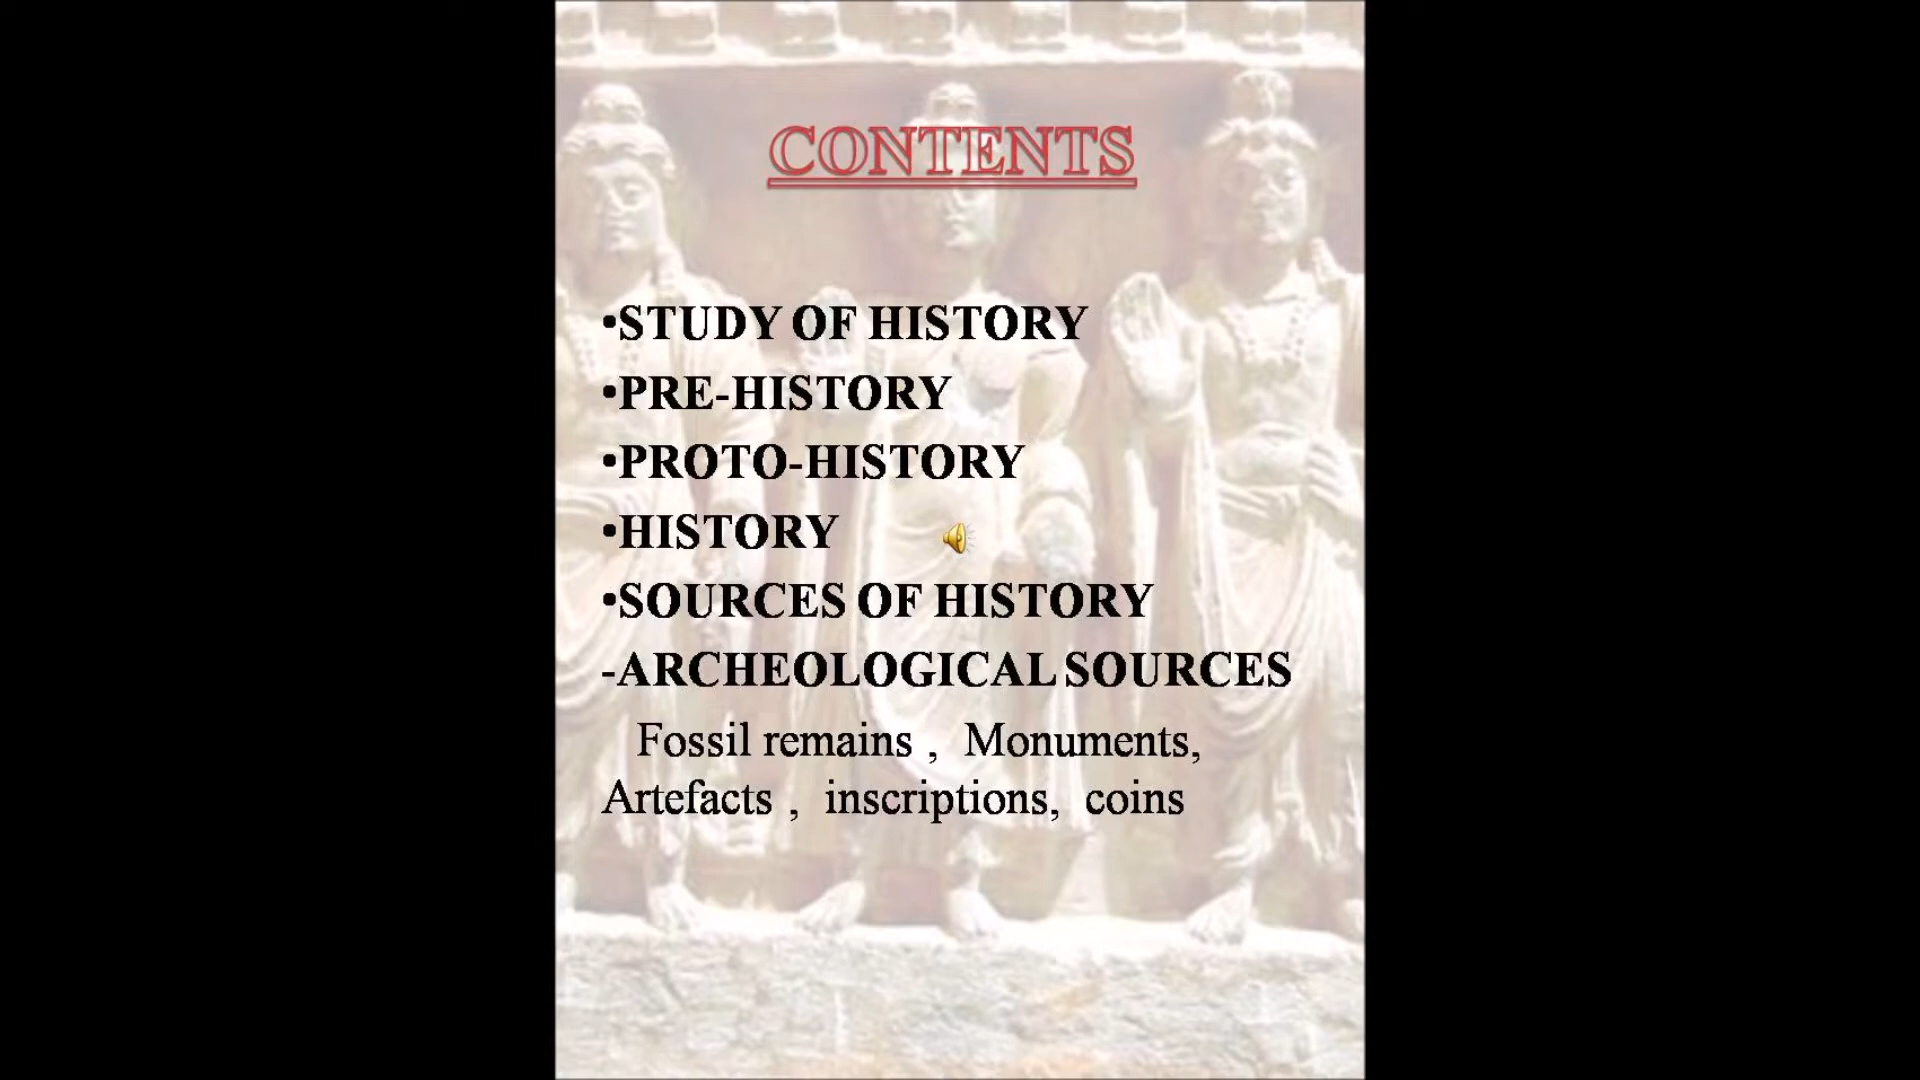 CONTENTS
•STUDY OF HISTORY
•PRE-HISTORY
•PROTO-HISTORY
•HISTORY
•SOURCES OF HISTORY
-ARCHEOLOGICAL SOURCES
Fossil remains , Monuments,
Artefacts , inscriptions, coins